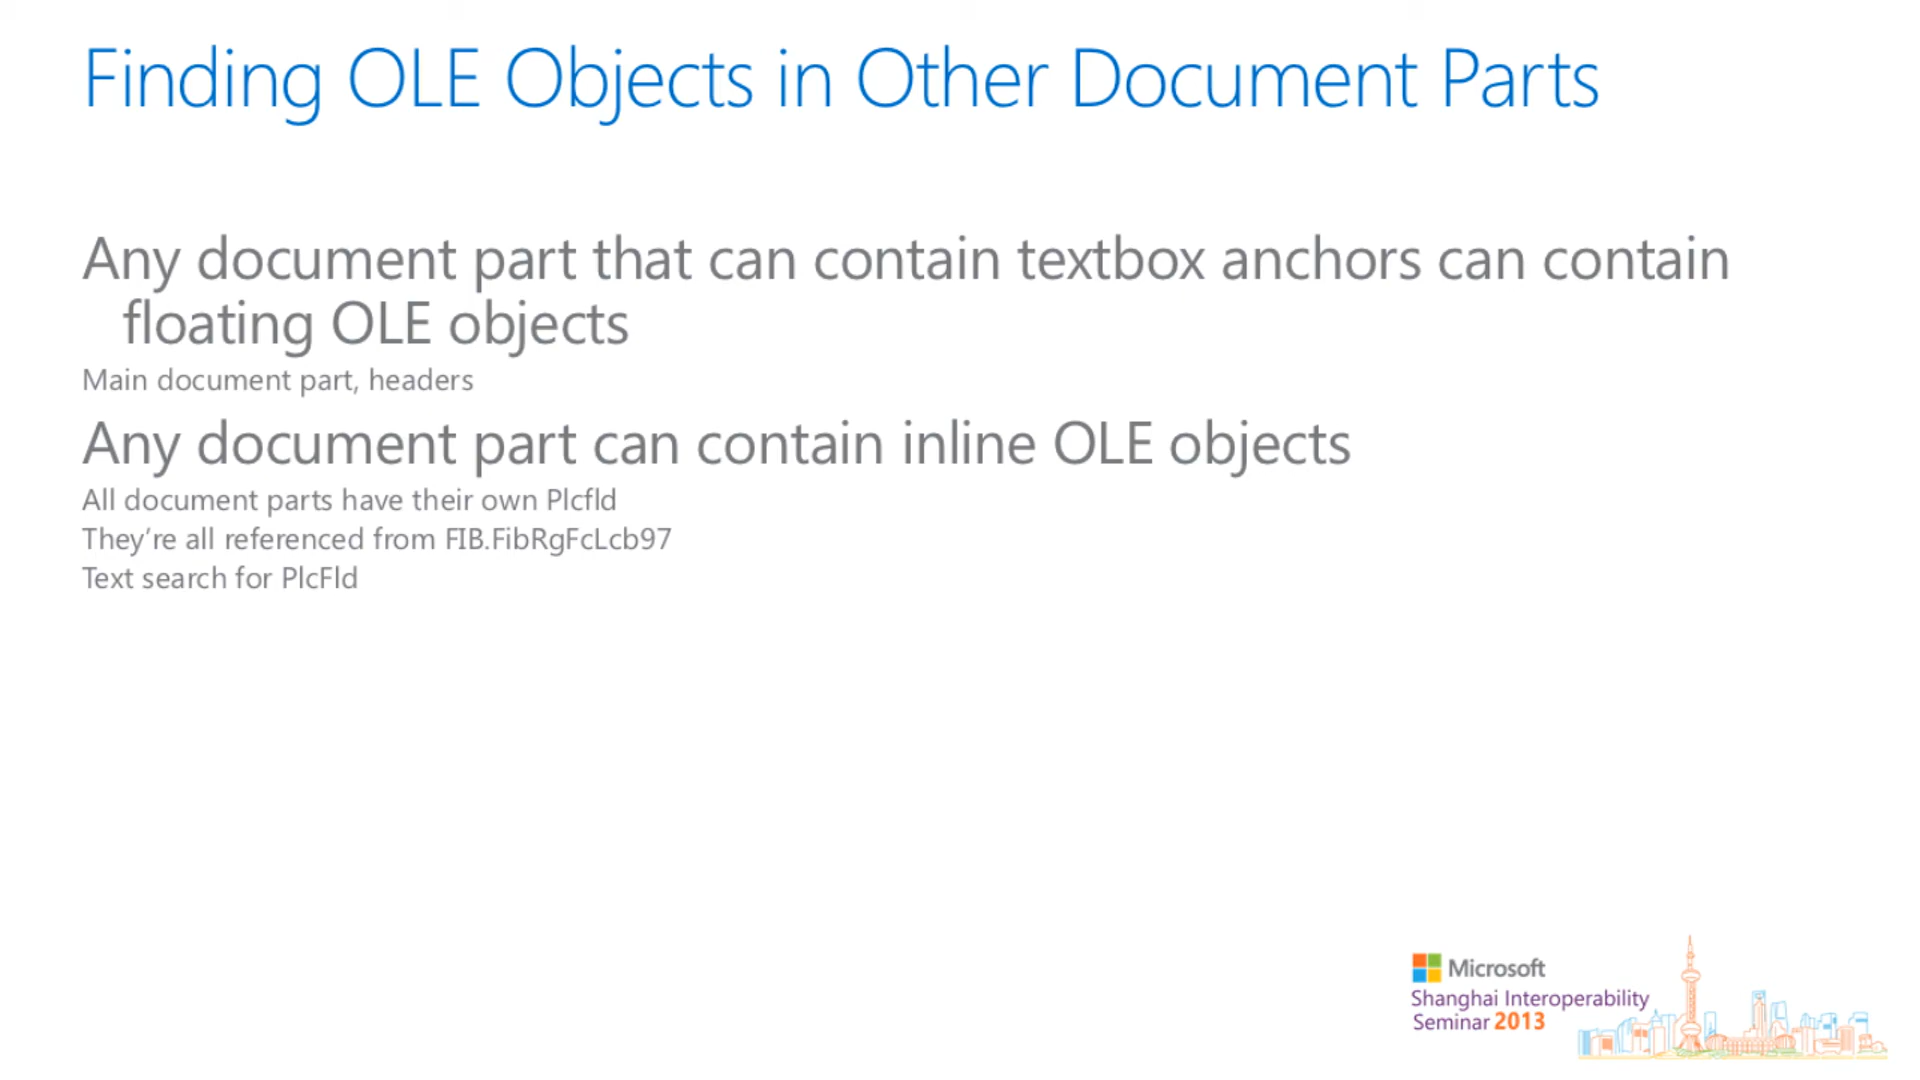 Finding OLE Objects in Other Document Parts
Any document part that can contain textbox anchors can contain
floating OLE objects
Main document part, headers
Any document part can contain inline OLE objects
All document parts have their own Plcfld
They’re all referenced from FIB.FibRgFcLcb97
Text search for PlcFld
Microsoft
Shanghai Interoperability
Seminar 2013